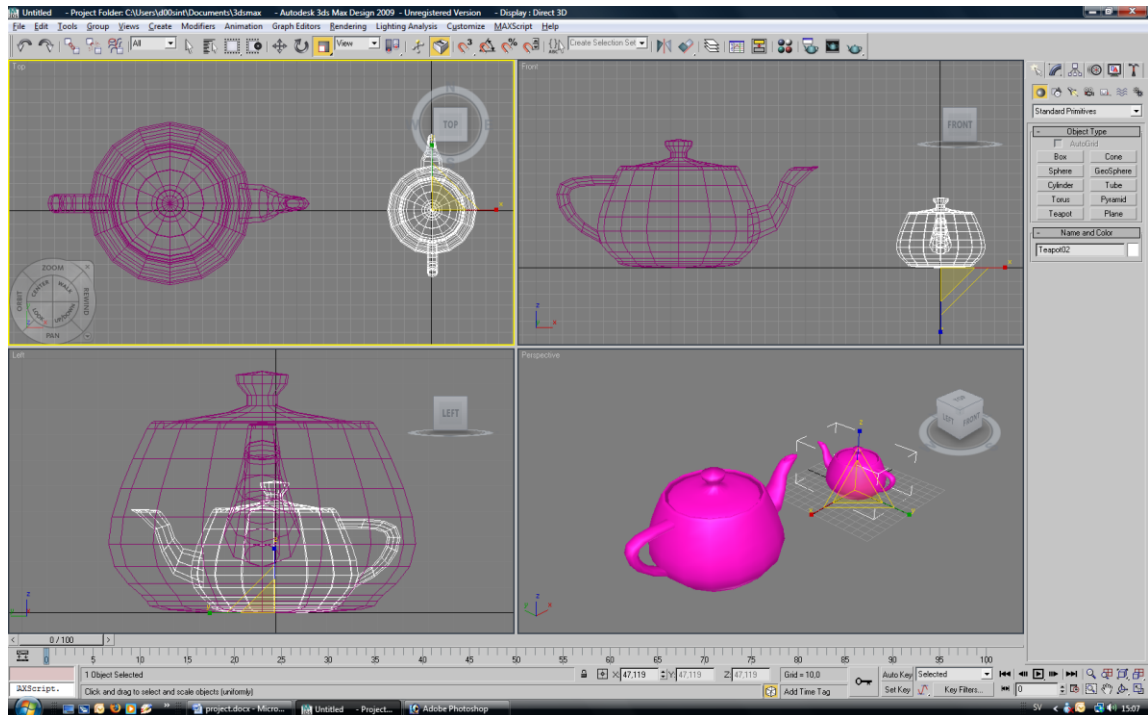 Untitled - Project Folder: C:\Users\d00sint\Documents\3dsmax - Autodesk 3ds Max Design 2009 - Unregistered Version - Display : Direct 3D
File Edit Tools Group Views Create Modifiers Animation Graph Editors Rendering Lighting Analysis Customize MAXScript Help
All View Create Selection Set
Top
TOP
Front
FRONT
ZOOM
CENTER WALK
ORBIT REWIND
LOOK UP/DOWN
PAN
Left
LEFT
Perspective
TOP
LEFT FRONT
Standard Primitives
- Object Type
AutoGrid
Box Cone
Sphere GeoSphere
Cylinder Tube
Torus Pyramid
Teapot Plane
- Name and Color
Teapot02
< 0 / 100 >
0 5 10 15 20 25 30 35 40 45 50 55 60 65 70 75 80 85 90 95 100
1 Object Selected X 47,119 Y 47,119 Z 47,119 Grid = 10,0 Auto Key Selected
AXScript. Click and drag to select and scale objects (uniformly) Add Time Tag Set Key Key Filters... 0
project.docx - Micro... Untitled - Project... Adobe Photoshop SV 15:07